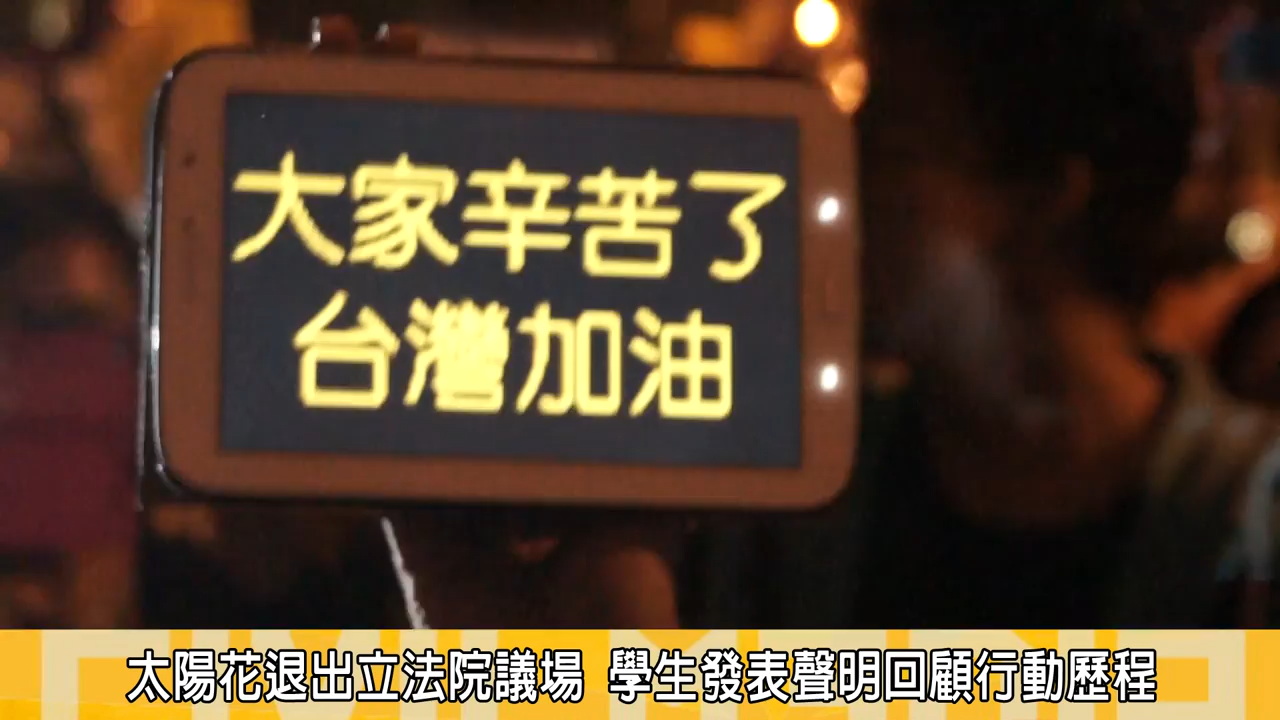 大家辛苦了
台灣加油
太陽花退出立法院議場 學生發表聲明回顧行動歷程